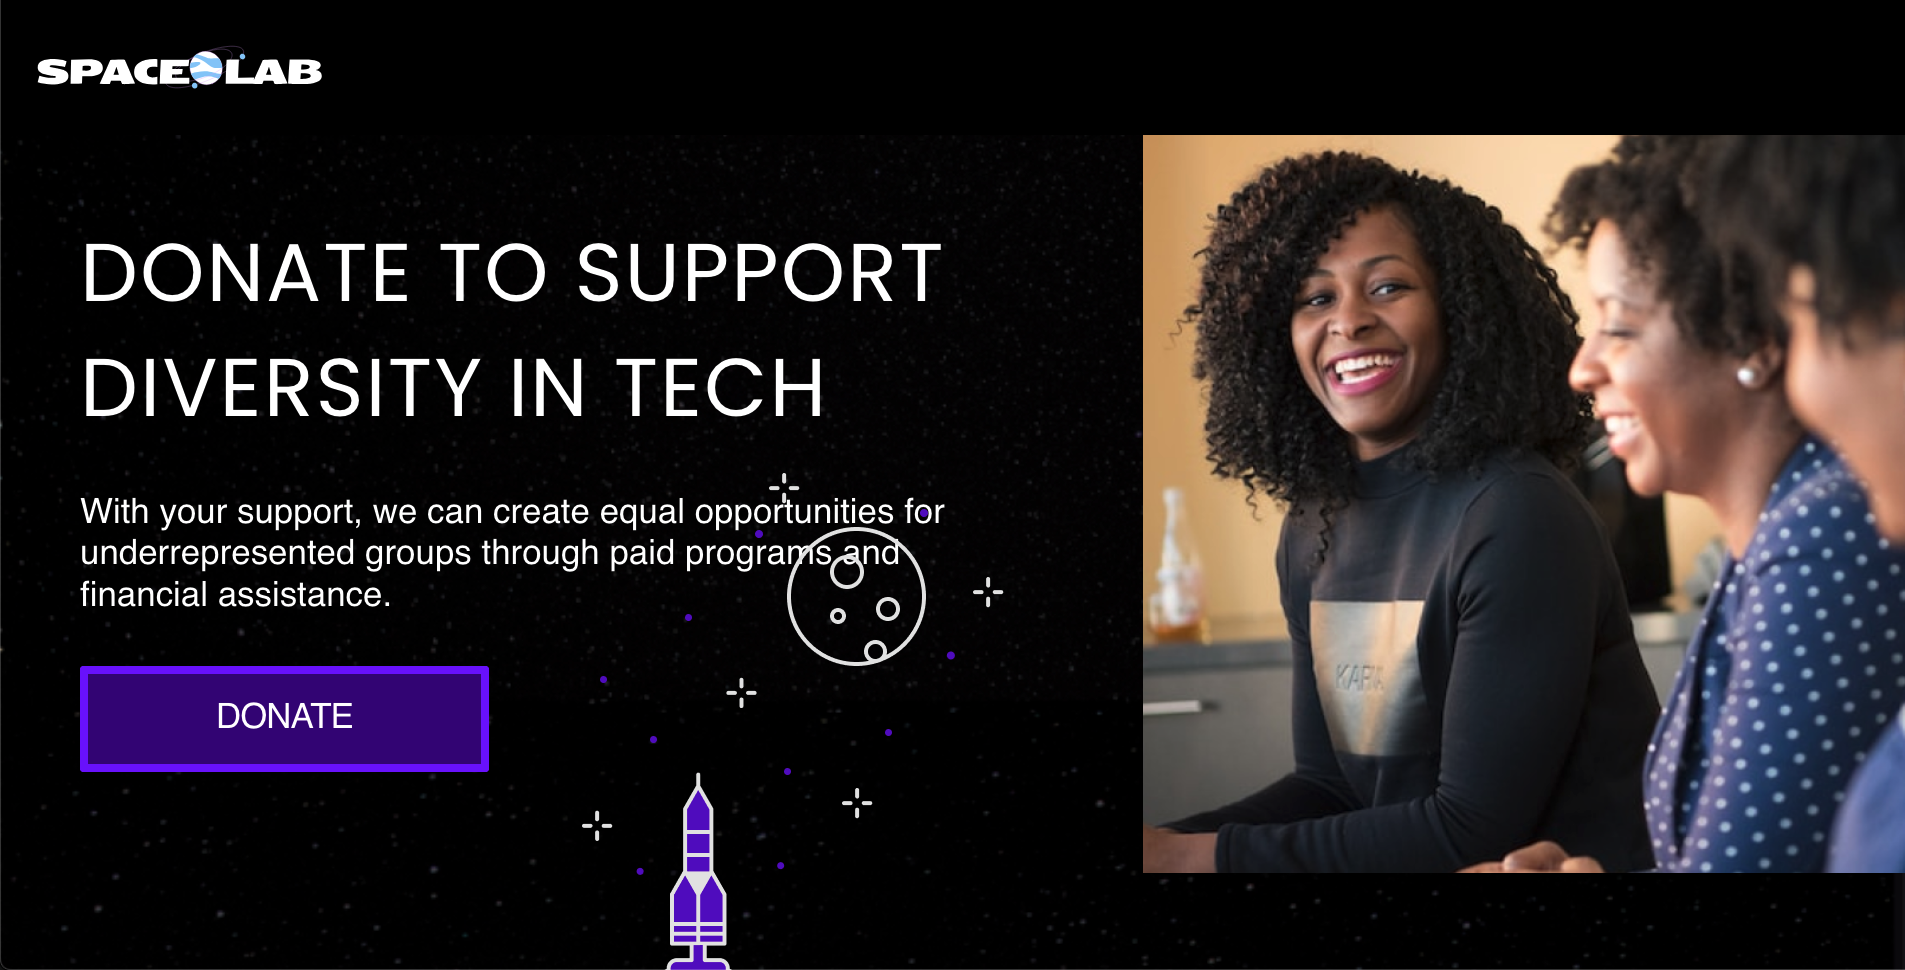 SPACE LAB
DONATE TO SUPPORT
DIVERSITY IN TECH
With your support, we can create equal opportunities for
underrepresented groups through paid programs and
financial assistance.
DONATE